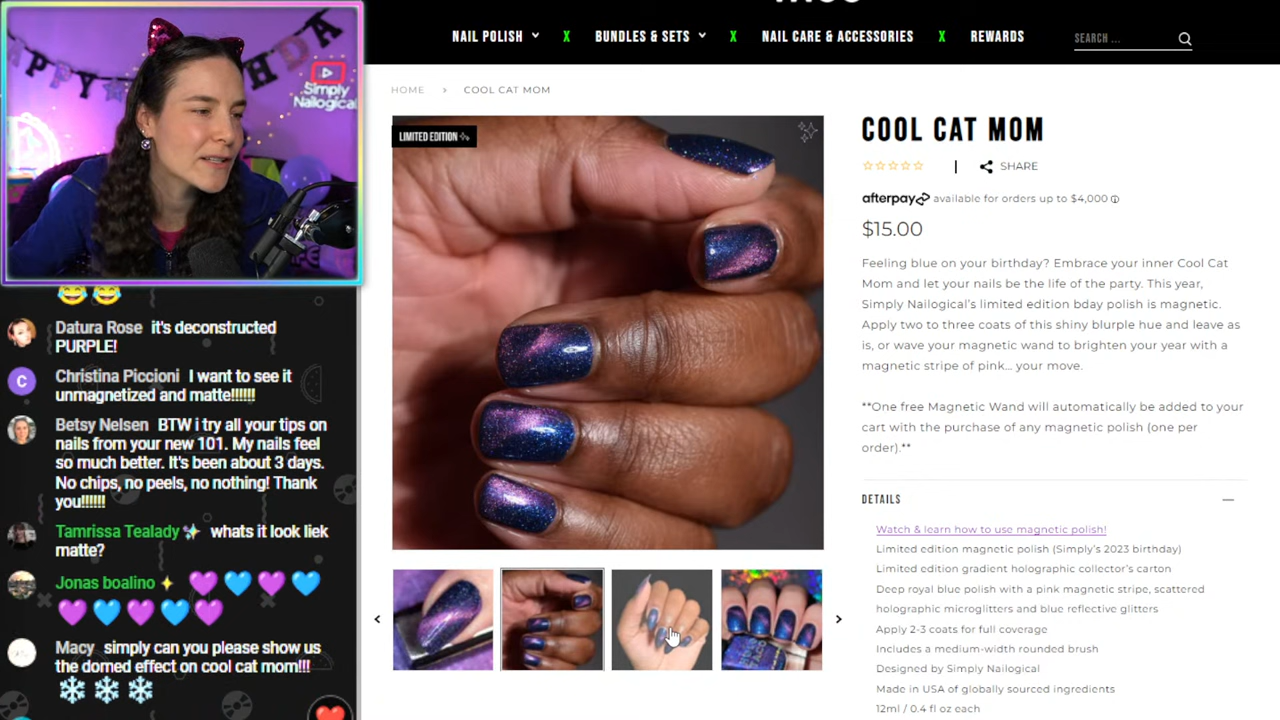 NAIL POLISH X BUNDLES & SETS X NAIL CARE & ACCESSORIES X REWARDS SEARCH ...
Simply
Nailogical
HOME > COOL CAT MOM
LIMITED EDITION
COOL CAT MOM
| SHARE
afterpay available for orders up to $4,000
$15.00
Feeling blue on your birthday? Embrace your inner Cool Cat
Mom and let your nails be the life of the party. This year,
Simply Nailogical's limited edition bday polish is magnetic.
Apply two to three coats of this shiny blurple hue and leave as
is, or wave your magnetic wand to brighten your year with a
magnetic stripe of pink... your move.
**One free Magnetic Wand will automatically be added to your
cart with the purchase of any magnetic polish (one per
order).**
DETAILS
Watch & learn how to use magnetic polish!
Limited edition magnetic polish (Simply's 2023 birthday)
Limited edition gradient holographic collector's carton
Deep royal blue polish with a pink magnetic stripe, scattered
holographic microglitters and blue reflective glitters
Apply 2-3 coats for full coverage
Includes a medium-width rounded brush
Designed by Simply Nailogical
Made in USA of globally sourced ingredients
12ml / 0.4 fl oz each
😂 😂
Datura Rose it's deconstructed
PURPLE!
C
Christina Piccioni I want to see it
unmagnetized and matte!!!!!!
Betsy Nelsen BTW i try all your tips on
nails from your new 101. My nails feel
so much better. It's been about 3 days.
No chips, no peels, no nothing! Thank
you!!!!!!
Tamrissa Tealady ✨ whats it look liek
matte?
Jonas boalino ✨ 💜 💙 💜 💙
💜 💙 💜 💙 💜
Macy simply can you please show us
the domed effect on cool cat mom!!!
❄️ ❄️ ❄️